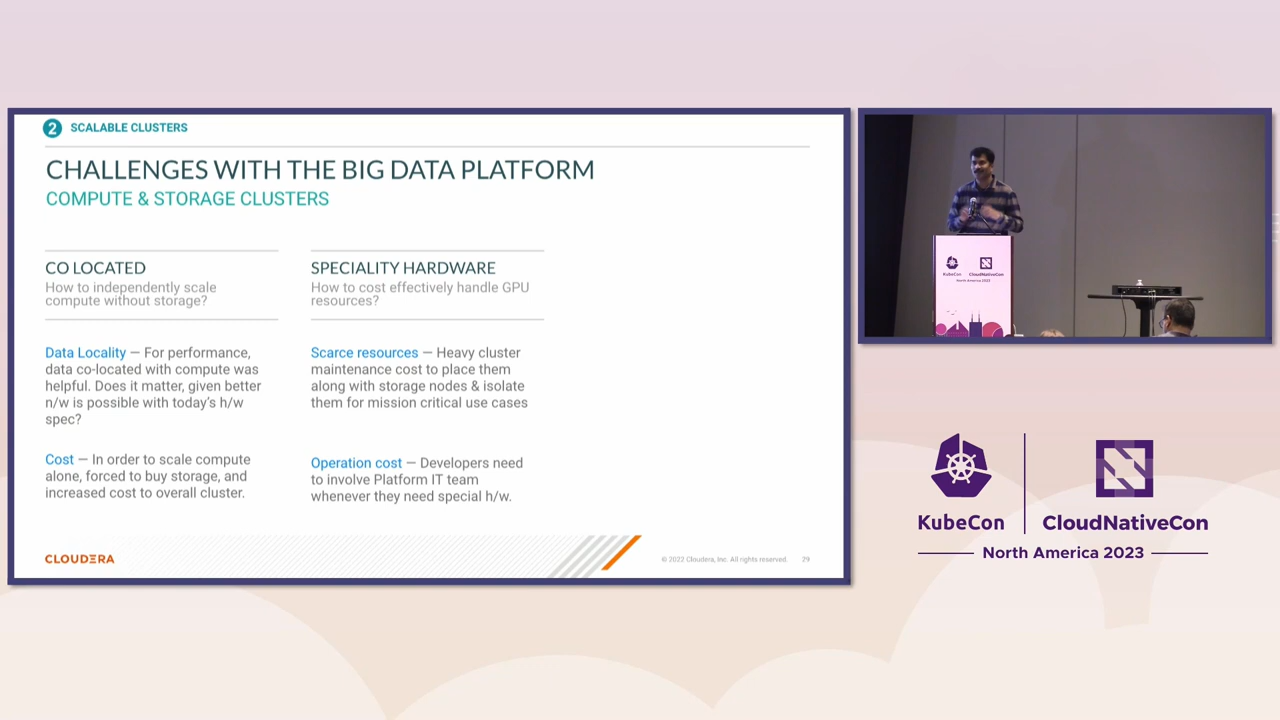 2 SCALABLE CLUSTERS
CHALLENGES WITH THE BIG DATA PLATFORM
COMPUTE & STORAGE CLUSTERS
CO LOCATED
How to independently scale
compute without storage?
Data Locality — For performance,
data co-located with compute was
helpful. Does it matter, given better
n/w is possible with today's h/w
spec?
Cost — In order to scale compute
alone, forced to buy storage, and
increased cost to overall cluster.
SPECIALITY HARDWARE
How to cost effectively handle GPU
resources?
Scarce resources — Heavy cluster
maintenance cost to place them
along with storage nodes & isolate
them for mission critical use cases
Operation cost — Developers need
to involve Platform IT team
whenever they need special h/w.
CLOUDERA
© 2022 Cloudera, Inc. All rights reserved. 29
KubeCon CloudNativeCon
North America 2023
KubeCon CloudNativeCon
North America 2023